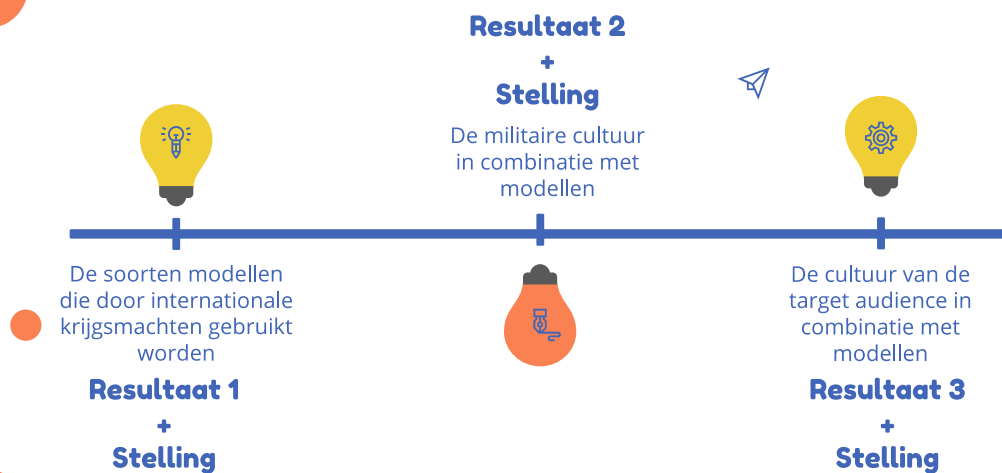 Resultaat 2
+
Stelling
De militaire cultuur
in combinatie met
modellen
De soorten modellen
die door internationale
krijgsmachten gebruikt
worden
Resultaat 1
+
Stelling
De cultuur van de
target audience in
combinatie met
modellen
Resultaat 3
+
Stelling